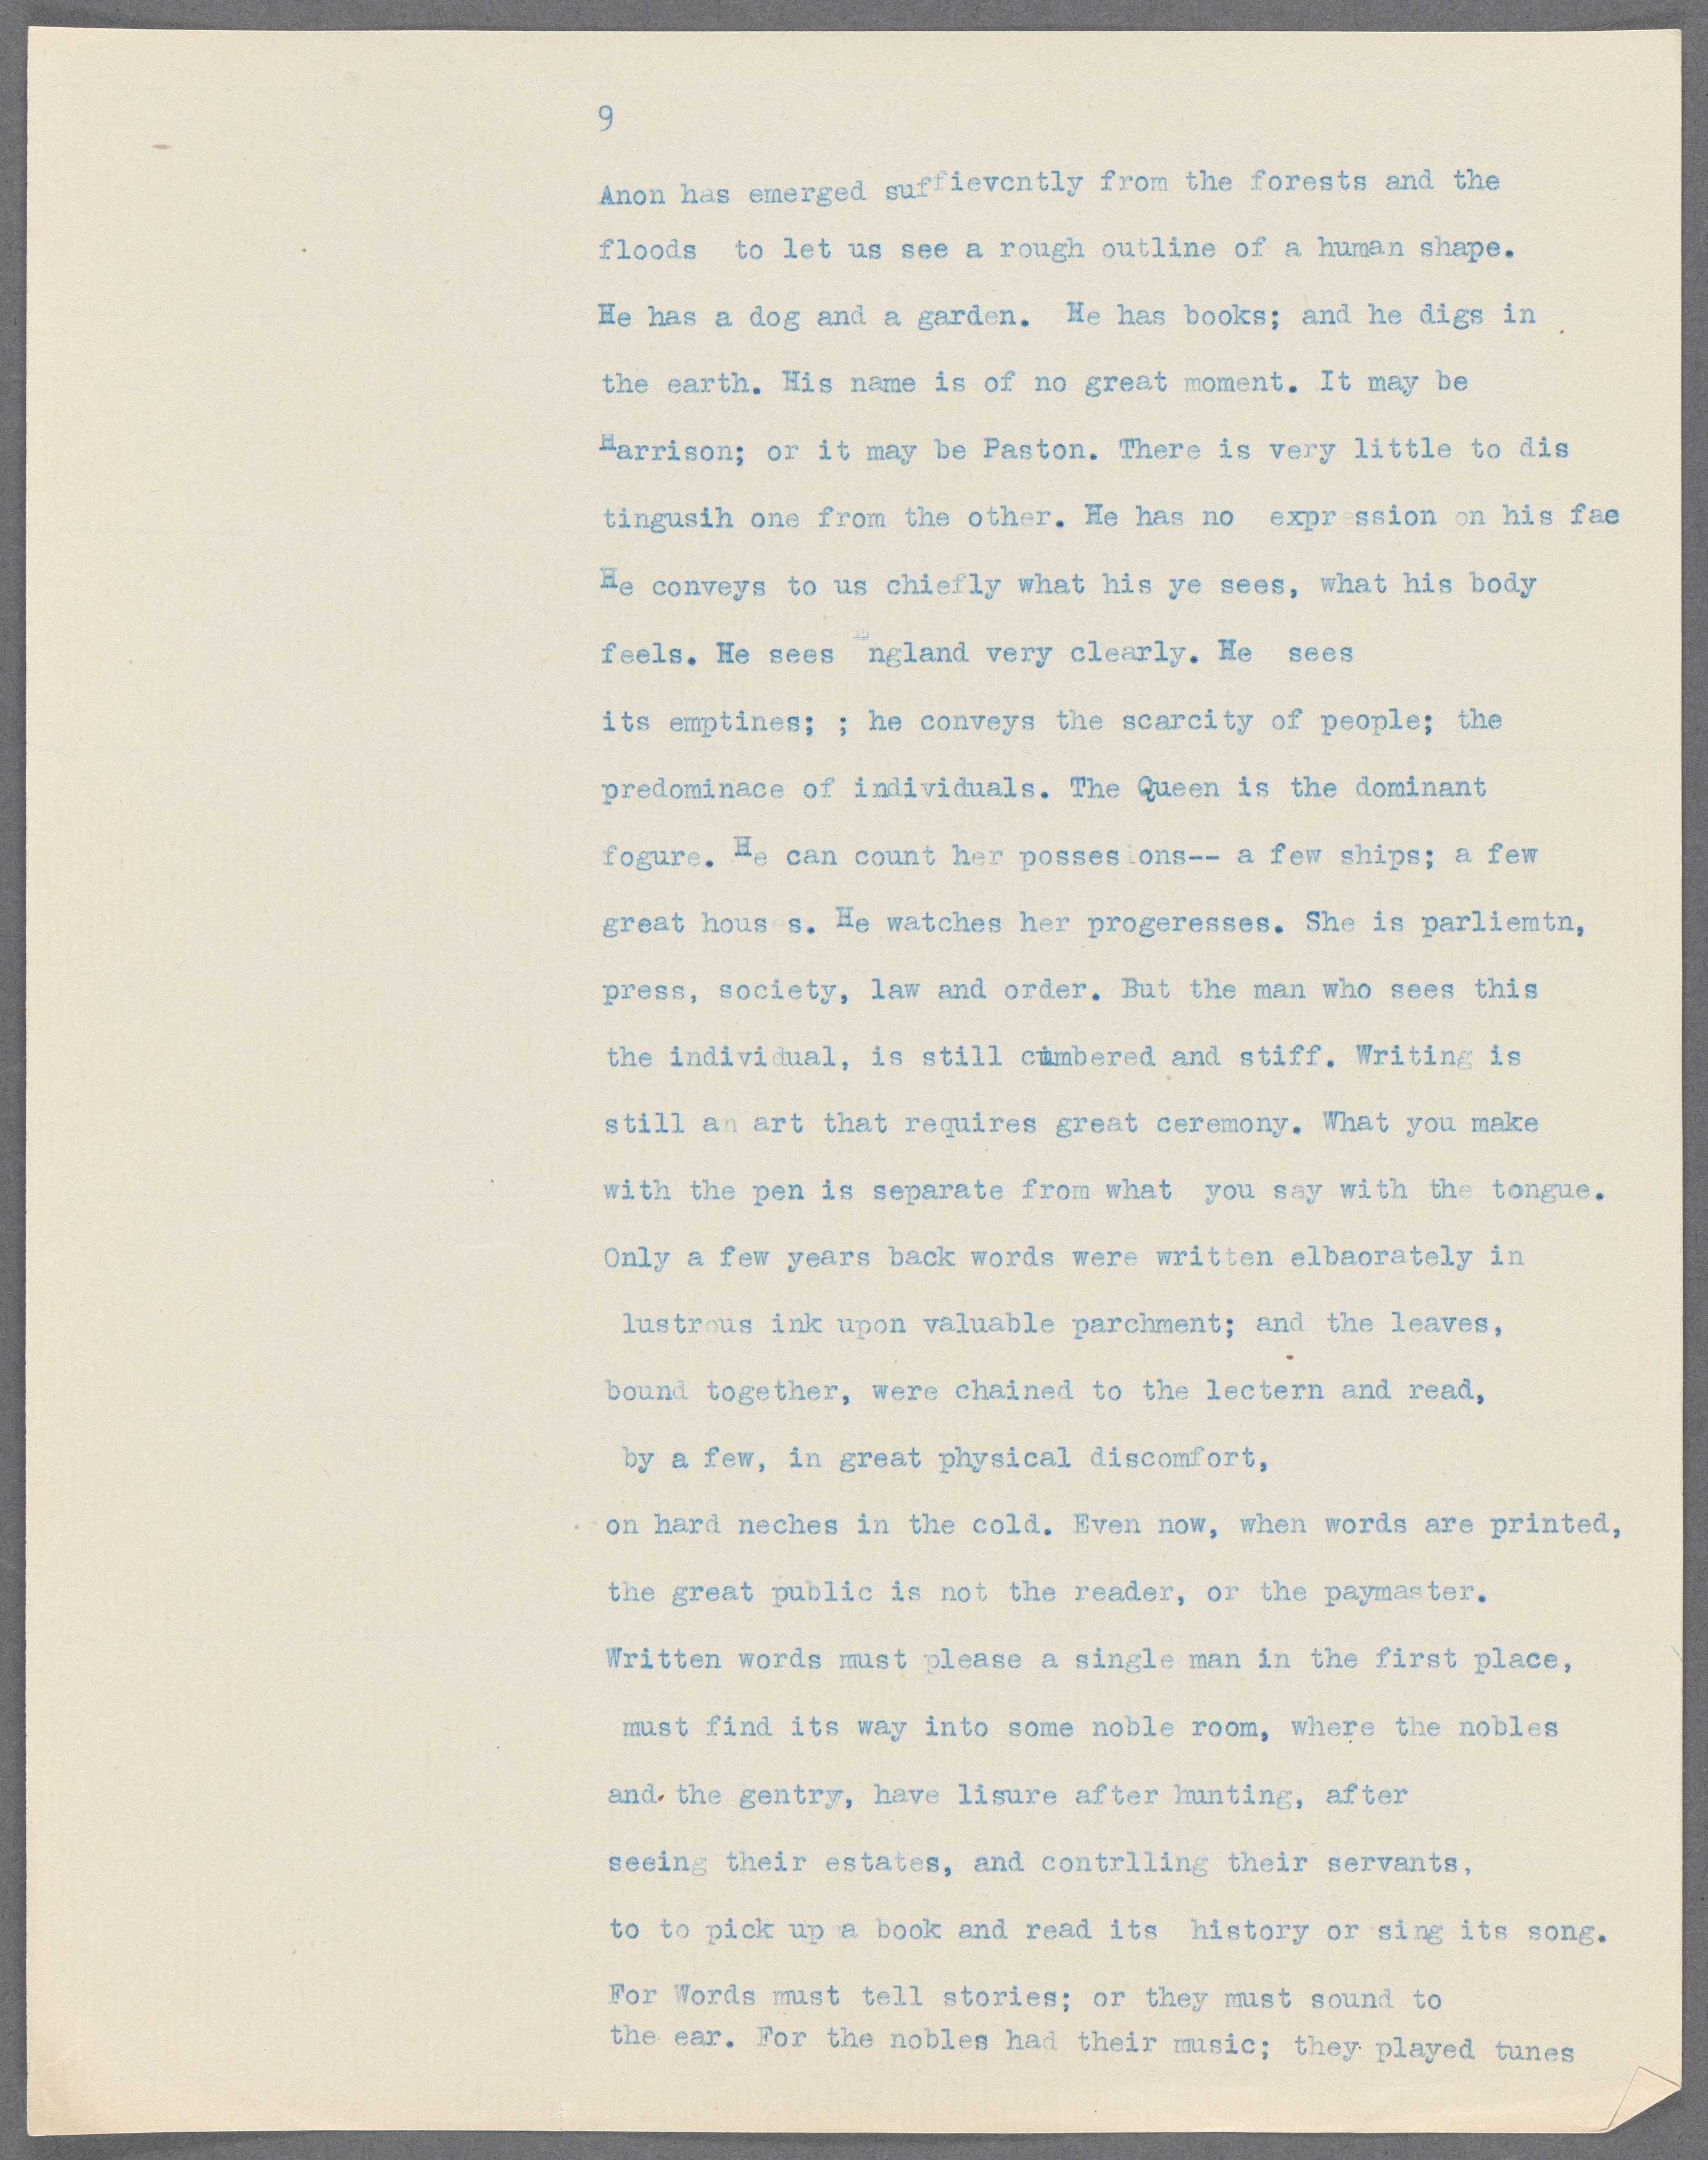 9
Anon has emerged suffievcntly from the forests and the
floods to let us see a rough outline of a human shape.
He has a dog and a garden. He has books; and he digs in
the earth. His name is of no great moment. It may be
Harrison; or it may be Paston. There is very little to dis
tingusih one from the other. He has no expression on his fae
He conveys to us chiefly what his ye sees, what his body
feels. He sees England very clearly. He sees
its emptines; ; he conveys the scarcity of people; the
predominace of individuals. The Queen is the dominant
fogure. He can count her possesions-- a few ships; a few
great houses. He watches her progeresses. She is parliemtn,
press, society, law and order. But the man who sees this
the individual, is still cumbered and stiff. Writing is
still an art that requires great ceremony. What you make
with the pen is separate from what you say with the tongue.
Only a few years back words were written elbaorately in
lustrous ink upon valuable parchment; and the leaves,
bound together, were chained to the lectern and read,
by a few, in great physical discomfort,
on hard neches in the cold. Even now, when words are printed,
the great public is not the reader, or the paymaster.
Written words must please a single man in the first place,
must find its way into some noble room, where the nobles
and the gentry, have lisure after hunting, after
seeing their estates, and contrlling their servants,
to to pick up a book and read its history or sing its song.
For Words must tell stories; or they must sound to
the ear. For the nobles had their music; they played tunes